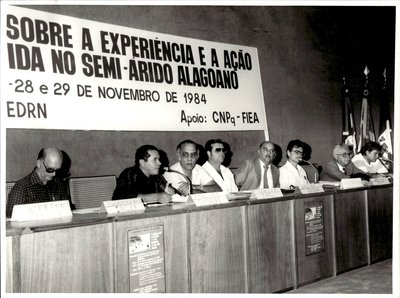 SOBRE A EXPERIÊNCIA E A AÇÃO
IDA NO SEMI-ÁRIDO ALAGOANO
-28 e 29 DE NOVEMBRO DE 1984
EDRN
Apoio: CNPq-FIEA